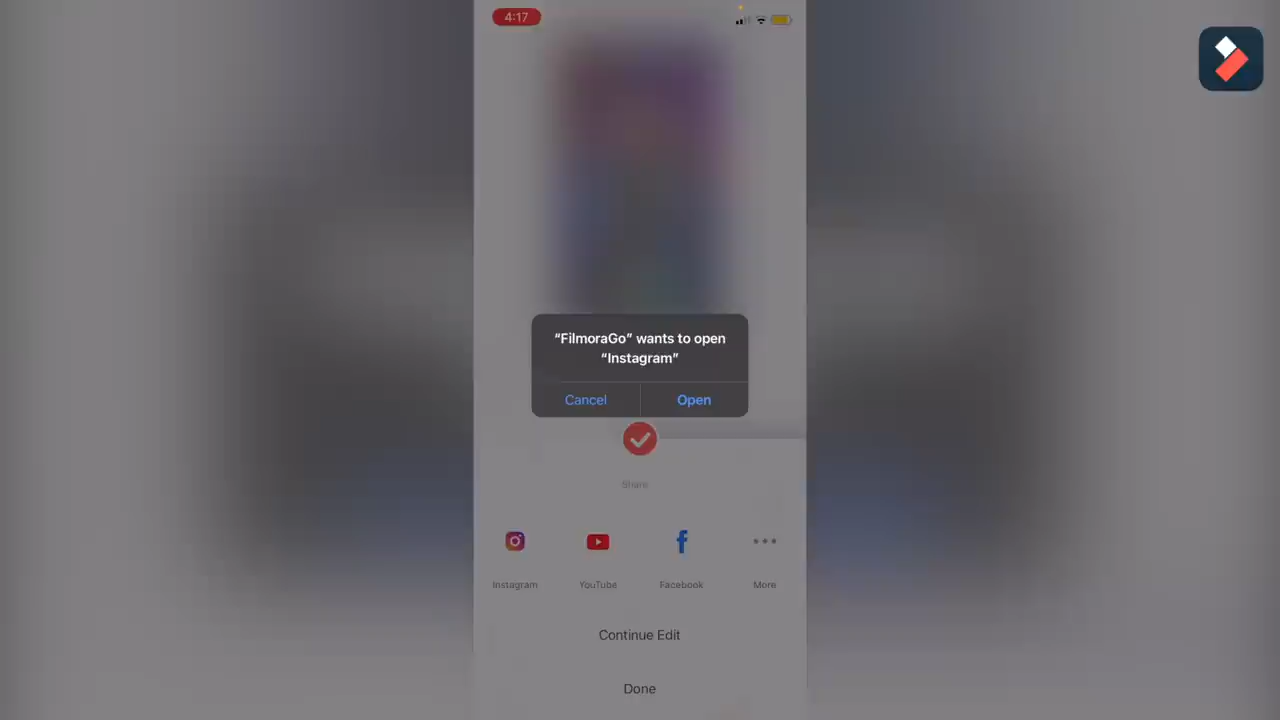 4:17
“FilmoraGo” wants to open
“Instagram”
Cancel
Open
Share
Instagram
YouTube
Facebook
More
Continue Edit
Done